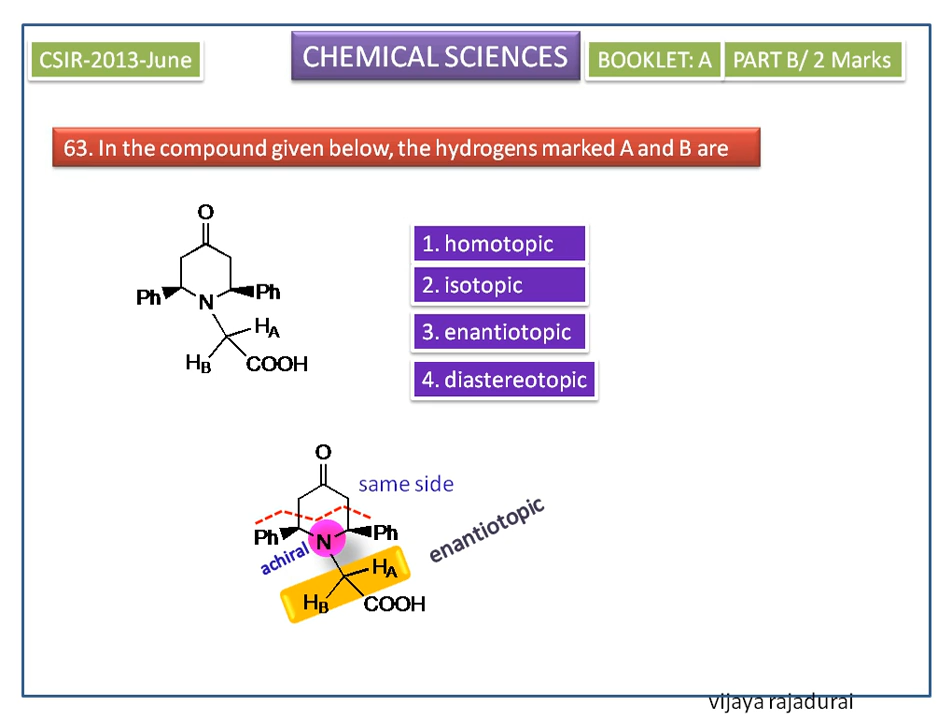 CSIR-2013-June
CHEMICAL SCIENCES
BOOKLET: A
PART B/ 2 Marks
63. In the compound given below, the hydrogens marked A and B are
O
Ph
N
Ph
HA
HB
COOH
1. homotopic
2. isotopic
3. enantiotopic
4. diastereotopic
O
same side
Ph
N
Ph
achiral
enantiotopic
HA
HB
COOH
vijaya rajadurai